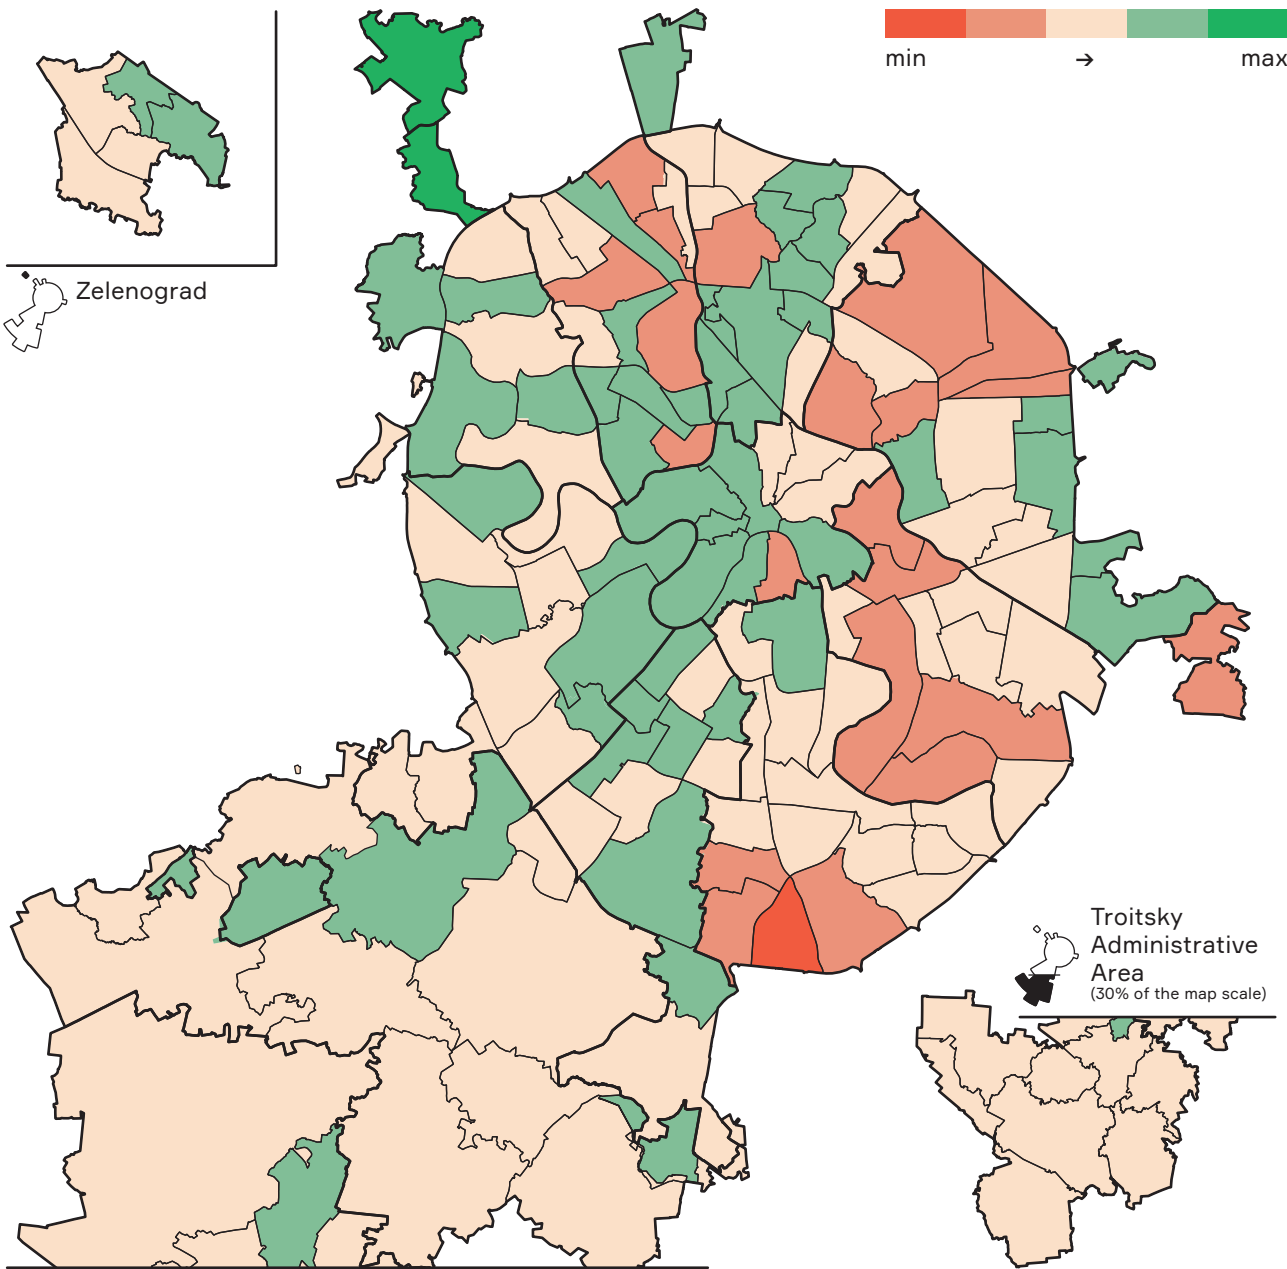 min → max
Zelenograd
Troitsky
Administrative
Area
(30% of the map scale)